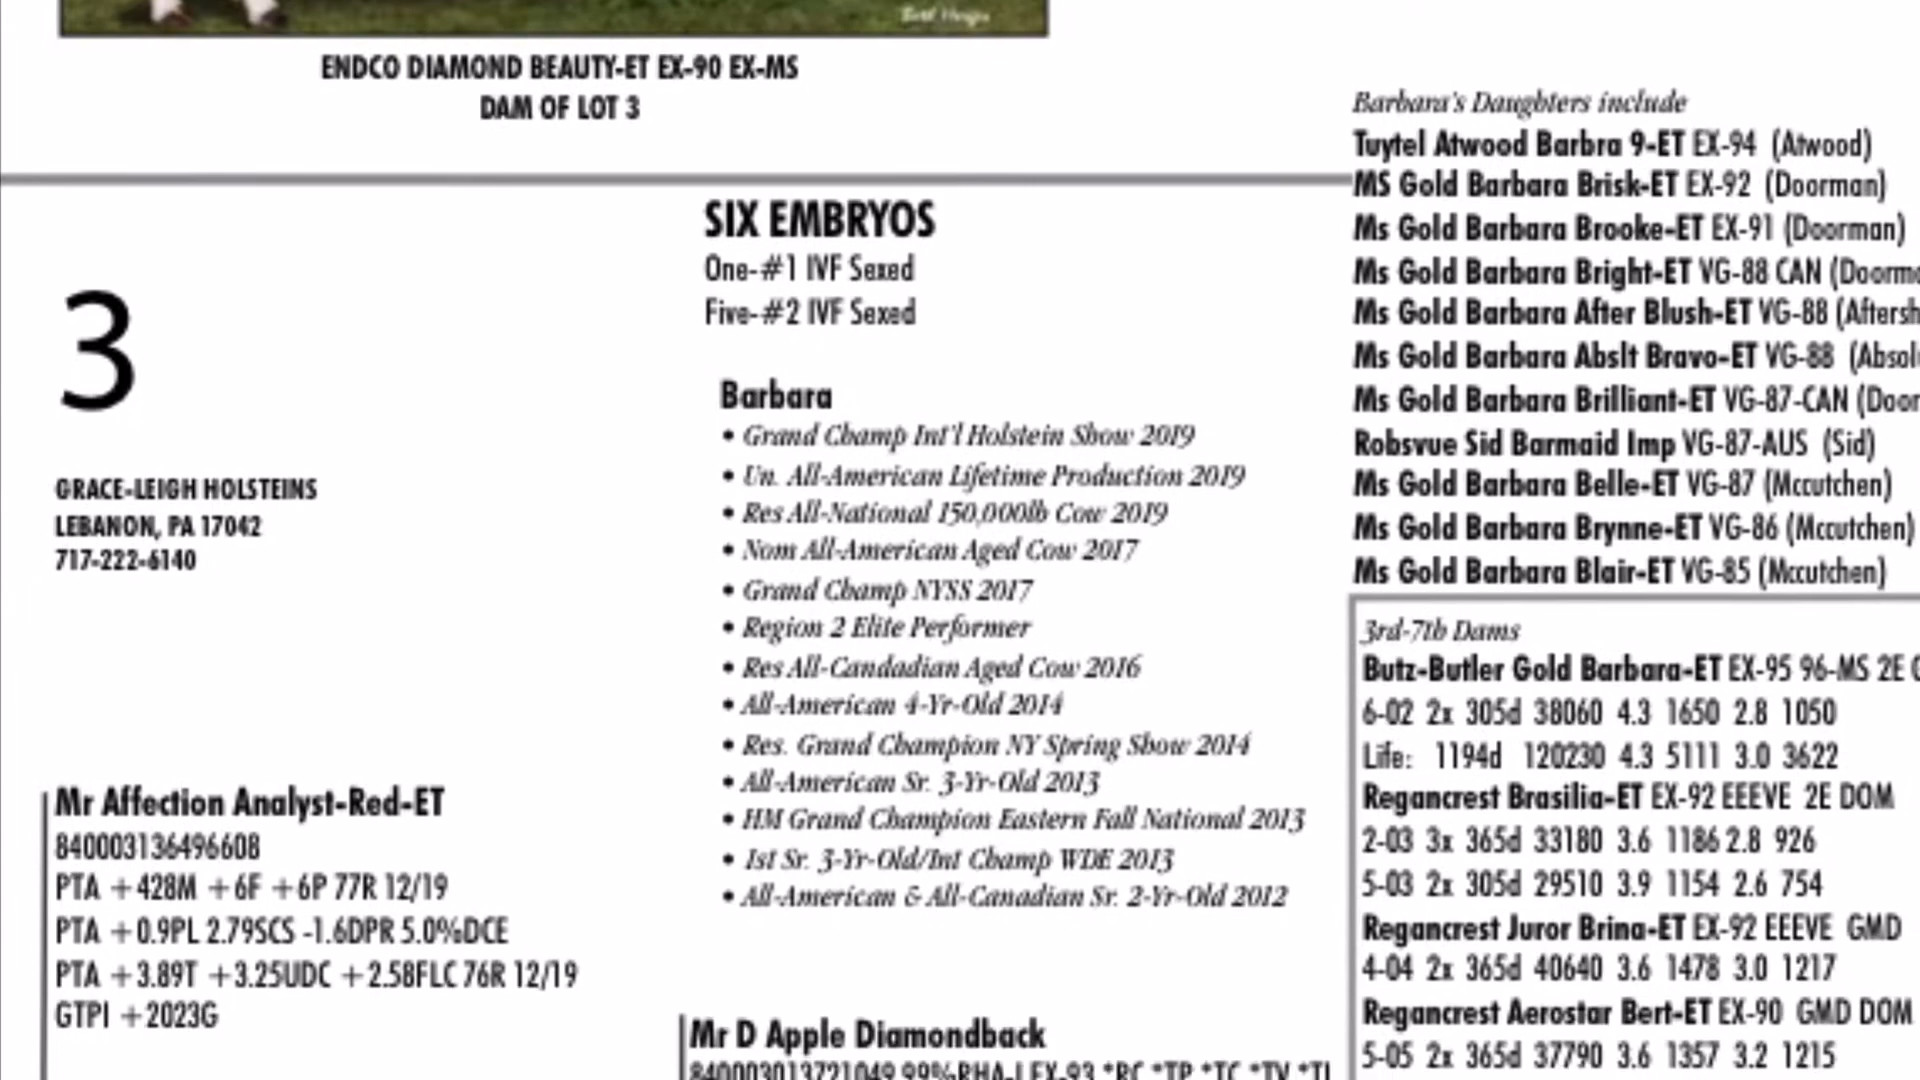 ENDCO DIAMOND BEAUTY-ET EX-90 EX-MS
DAM OF LOT 3
SIX EMBRYOS
One-#1 IVF Sexed
Five-#2 IVF Sexed
3
GRACE-LEIGH HOLSTEINS
LEBANON, PA 17042
717-222-6140
Barbara
• Grand Champ Int'l Holstein Show 2019
• Un. All-American Lifetime Production 2019
• Res All-National 150,000lb Cow 2019
• Nom All-American Aged Cow 2017
• Grand Champ NYSS 2017
• Region 2 Elite Performer
• Res All-Candadian Aged Cow 2016
• All-American 4-Yr-Old 2014
• Res. Grand Champion NY Spring Show 2014
• All-American Sr. 3-Yr-Old 2013
• HM Grand Champion Eastern Fall National 2013
• 1st Sr. 3-Yr-Old/Int Champ WDE 2013
• All-American & All-Canadian Sr. 2-Yr-Old 2012
Mr Affection Analyst-Red-ET
840003136496608
PTA +428M +6F +6P 77R 12/19
PTA +0.9PL 2.79SCS -1.6DPR 5.0%DCE
PTA +3.89T +3.25UDC +2.58FLC 76R 12/19
GTPI +2023G
Mr D Apple Diamondback
840003013721049 99%RHA-I EX-93 *RC *TP *TC *TV *TL
Barbara's Daughters include
Tuytel Atwood Barbra 9-ET EX-94 (Atwood)
MS Gold Barbara Brisk-ET EX-92 (Doorman)
Ms Gold Barbara Brooke-ET EX-91 (Doorman)
Ms Gold Barbara Bright-ET VG-88 CAN (Doorma
Ms Gold Barbara After Blush-ET VG-88 (Aftersh
Ms Gold Barbara Abslt Bravo-ET VG-88 (Absol
Ms Gold Barbara Brilliant-ET VG-87-CAN (Door
Robsvue Sid Barmaid Imp VG-87-AUS (Sid)
Ms Gold Barbara Belle-ET VG-87 (Mccutchen)
Ms Gold Barbara Brynne-ET VG-86 (Mccutchen)
Ms Gold Barbara Blair-ET VG-85 (Mccutchen)
3rd-7th Dams
Butz-Butler Gold Barbara-ET EX-95 96-MS 2E G
6-02 2x 305d 38060 4.3 1650 2.8 1050
Life: 1194d 120230 4.3 5111 3.0 3622
Regancrest Brasilia-ET EX-92 EEEVE 2E DOM
2-03 3x 365d 33180 3.6 1186 2.8 926
5-03 2x 305d 29510 3.9 1154 2.6 754
Regancrest Juror Brina-ET EX-92 EEEVE GMD
4-04 2x 365d 40640 3.6 1478 3.0 1217
Regancrest Aerostar Bert-ET EX-90 GMD DOM
5-05 2x 365d 37790 3.6 1357 3.2 1215